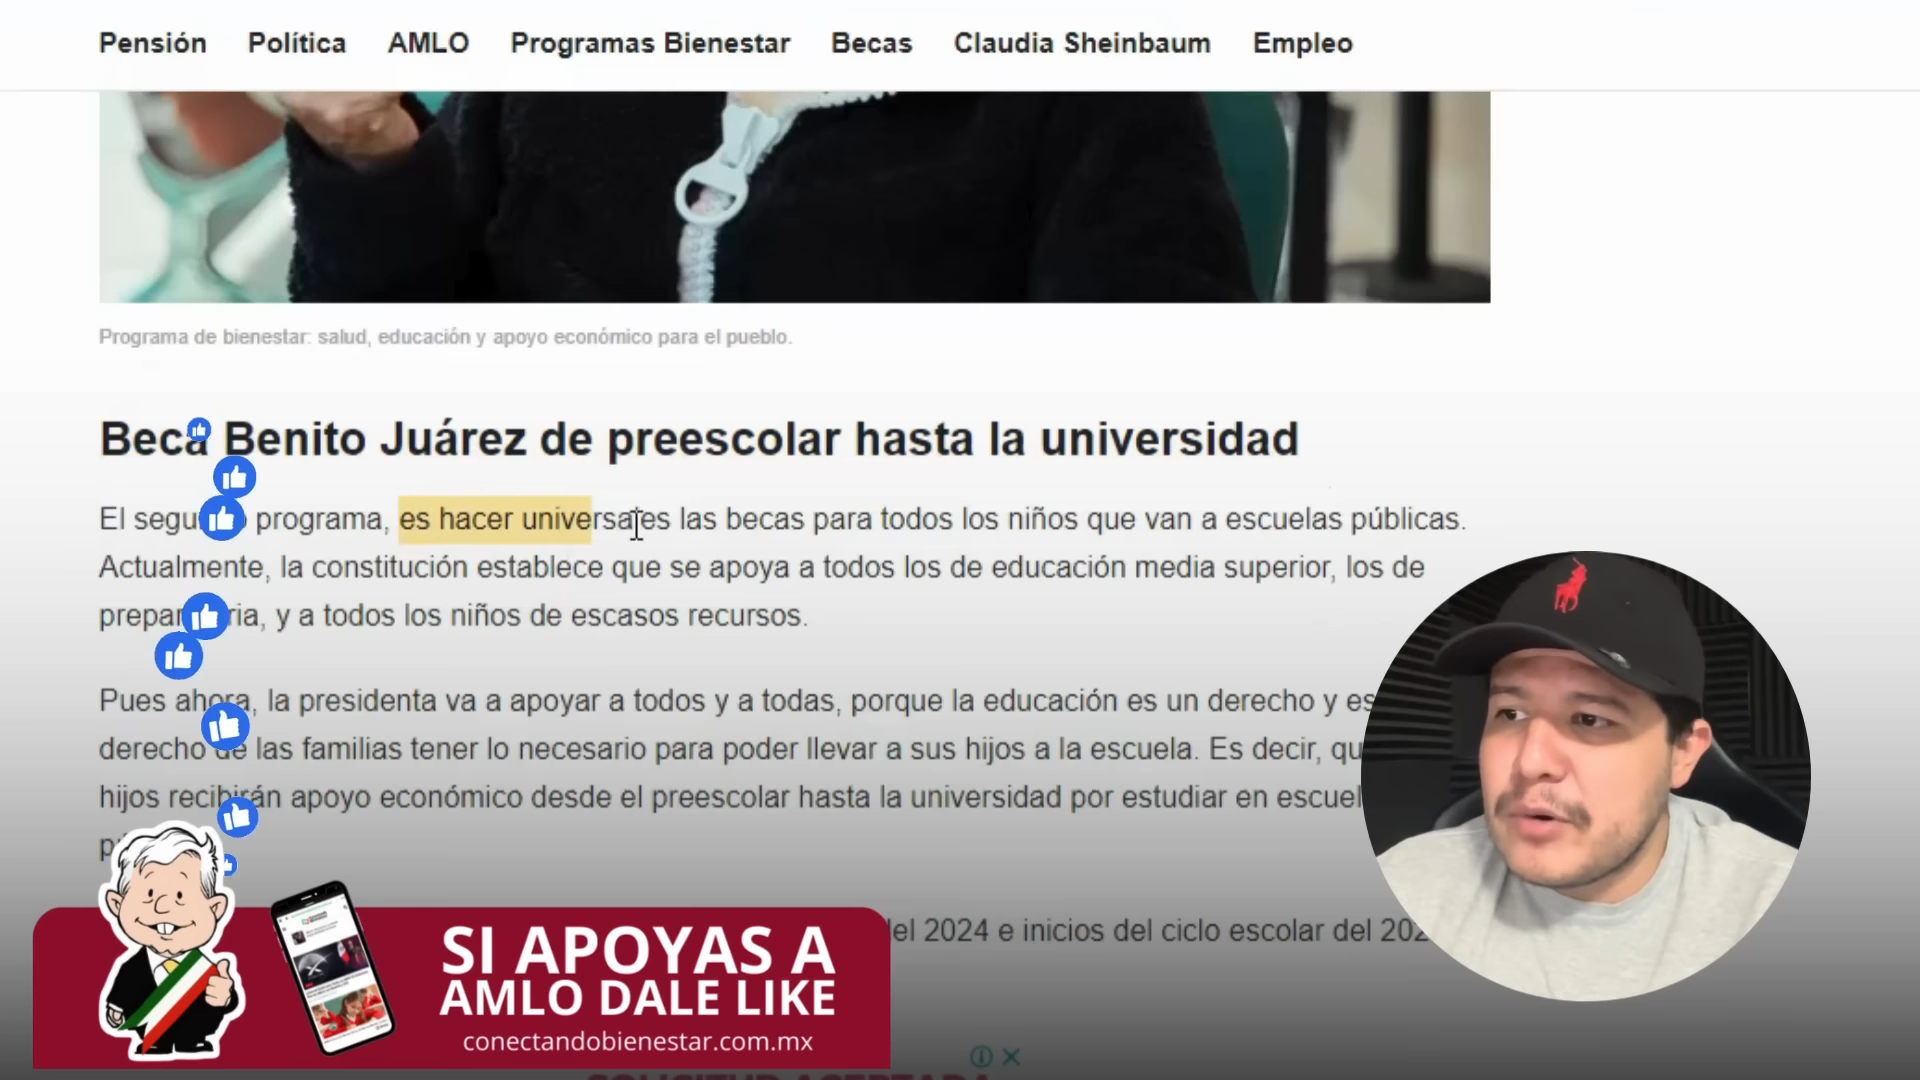 Pensión Política AMLO Programas Bienestar Becas Claudia Sheinbaum Empleo
Programa de bienestar: salud, educación y apoyo económico para el pueblo.
Beca Benito Juárez de preescolar hasta la universidad
El segu programa, es hacer universales las becas para todos los niños que van a escuelas públicas.
Actualmente, la constitución establece que se apoya a todos los de educación media superior, los de
preparatoria, y a todos los niños de escasos recursos.
Pues ahora, la presidenta va a apoyar a todos y a todas, porque la educación es un derecho y es
derecho de las familias tener lo necesario para poder llevar a sus hijos a la escuela. Es decir, qu
hijos recibirán apoyo económico desde el preescolar hasta la universidad por estudiar en escuel
del 2024 e inicios del ciclo escolar del 202
SI APOYAS A
AMLO DALE LIKE
conectandobienestar.com.mx